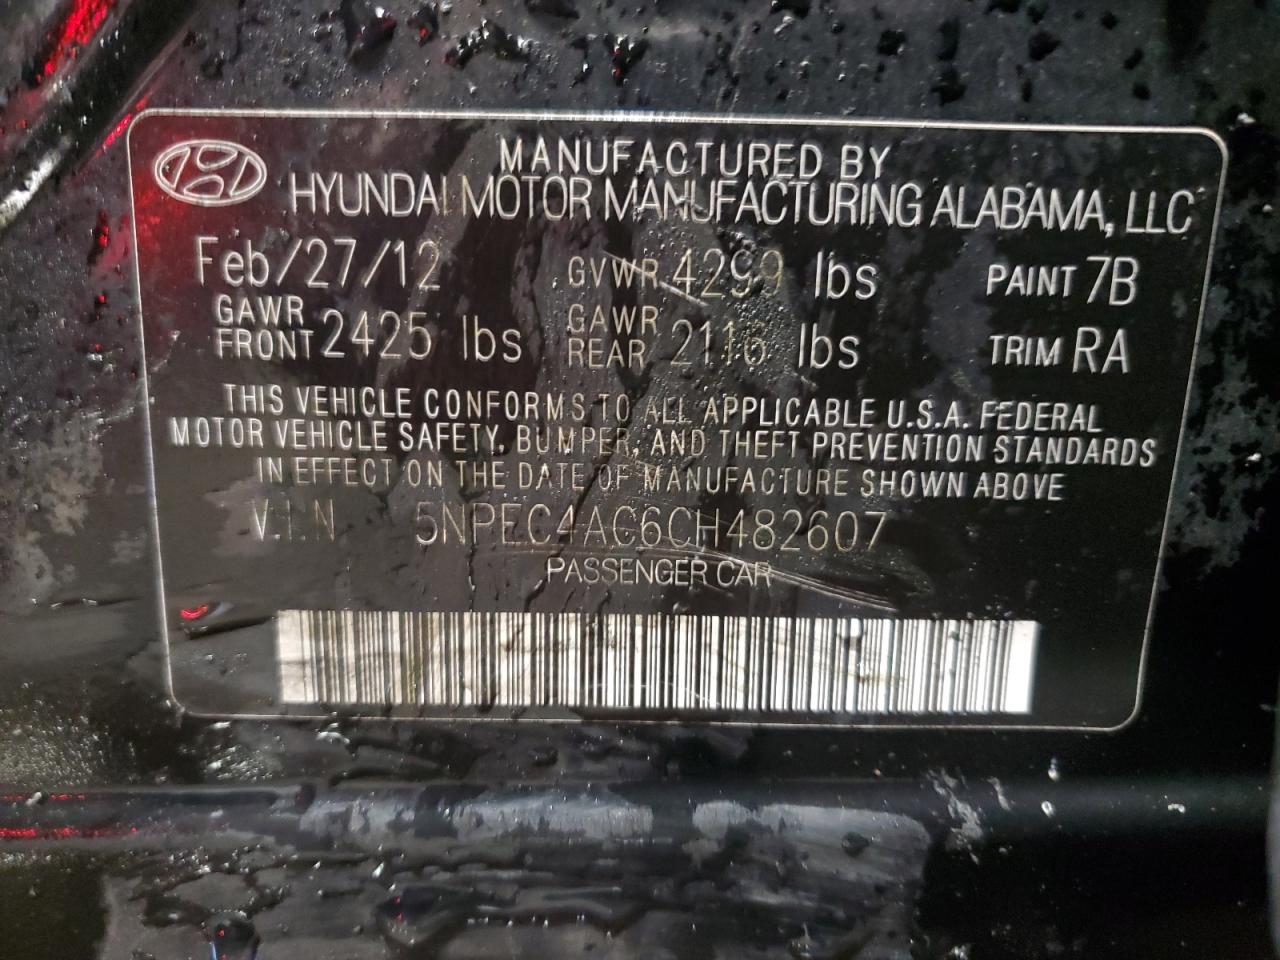 MANUFACTURED BY
HYUNDAI MOTOR MANUFACTURING ALABAMA, LLC
Feb/27/12 GVWR 4299 lbs PAINT 7B
GAWR FRONT 2425 lbs GAWR REAR 2116 lbs TRIM RA
THIS VEHICLE CONFORMS TO ALL APPLICABLE U.S.A. FEDERAL
MOTOR VEHICLE SAFETY, BUMPER, AND THEFT PREVENTION STANDARDS
IN EFFECT ON THE DATE OF MANUFACTURE SHOWN ABOVE
V.I.N 5NPEC4AC6CH482607
PASSENGER CAR